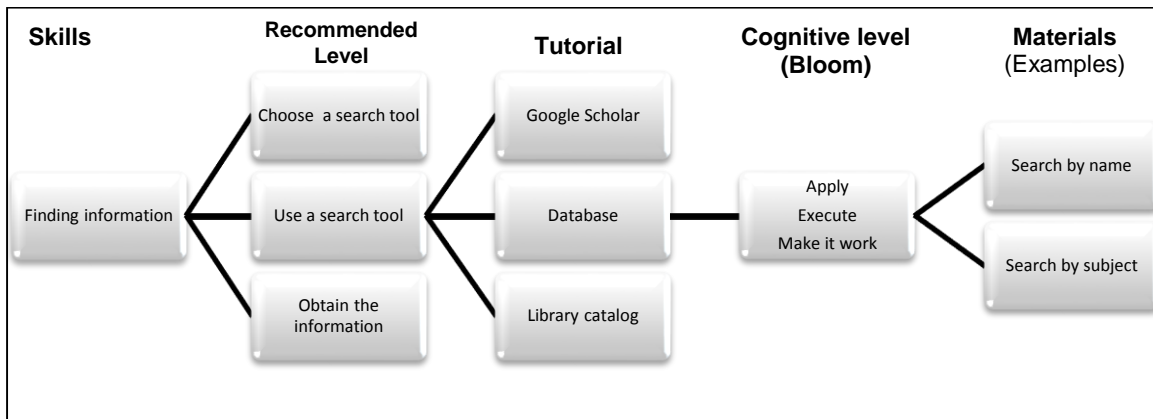 Skills
Recommended
Level
Tutorial
Cognitive level
(Bloom)
Materials
(Examples)
Finding information
Choose a search tool
Use a search tool
Obtain the
information
Google Scholar
Database
Library catalog
Apply
Execute
Make it work
Search by name
Search by subject